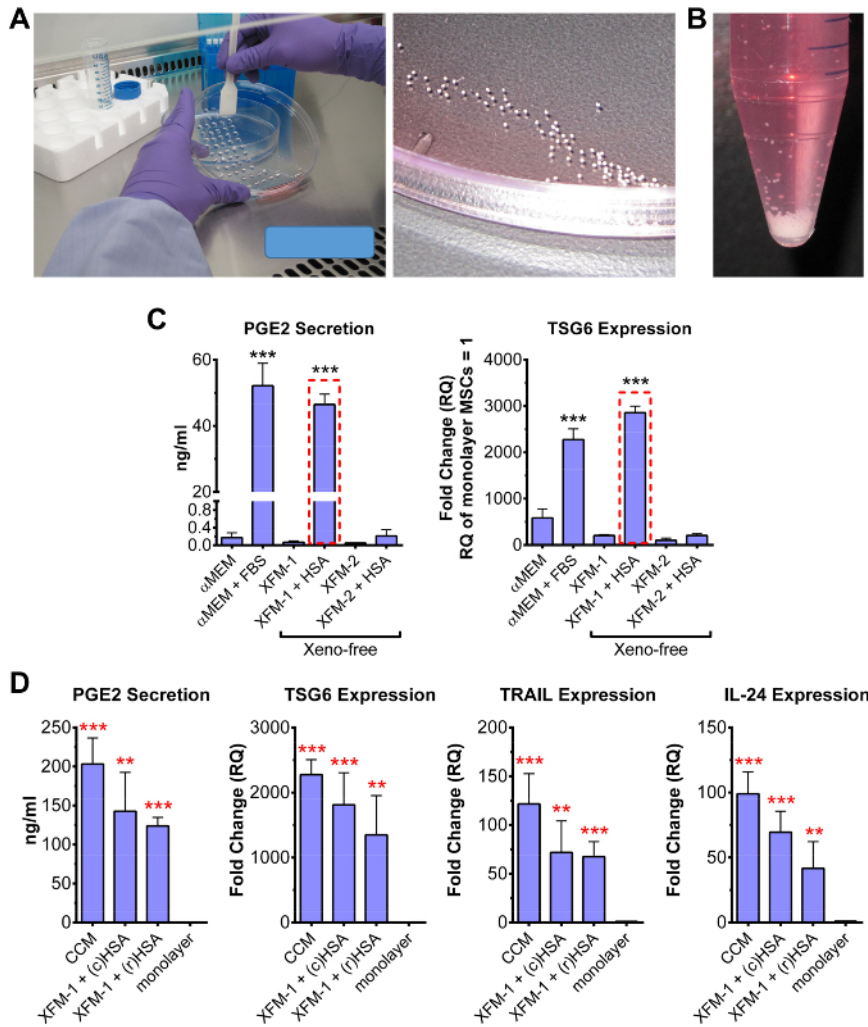 A
B
C
PGE2 Secretion
TSG6 Expression
ng/ml
60
40
20
0.8
0.4
0.0
***
***
αMEM
αMEM + FBS
XFM-1
XFM-1 + HSA
XFM-2
XFM-2 + HSA
Xeno-free
Fold Change (RQ)
RQ of monolayer MSCs = 1
4000
3000
2000
1000
0
***
***
αMEM
αMEM + FBS
XFM-1
XFM-1 + HSA
XFM-2
XFM-2 + HSA
Xeno-free
D
PGE2 Secretion
ng/ml
250
200
150
100
50
0
***
**
***
CCM
XFM-1 + (c)HSA
XFM-1 + (r)HSA
monolayer
TSG6 Expression
Fold Change (RQ)
3000
2000
1000
0
***
***
**
CCM
XFM-1 + (c)HSA
XFM-1 + (r)HSA
monolayer
TRAIL Expression
Fold Change (RQ)
200
150
100
50
0
***
**
***
CCM
XFM-1 + (c)HSA
XFM-1 + (r)HSA
monolayer
IL-24 Expression
Fold Change (RQ)
150
100
50
0
***
***
**
CCM
XFM-1 + (c)HSA
XFM-1 + (r)HSA
monolayer